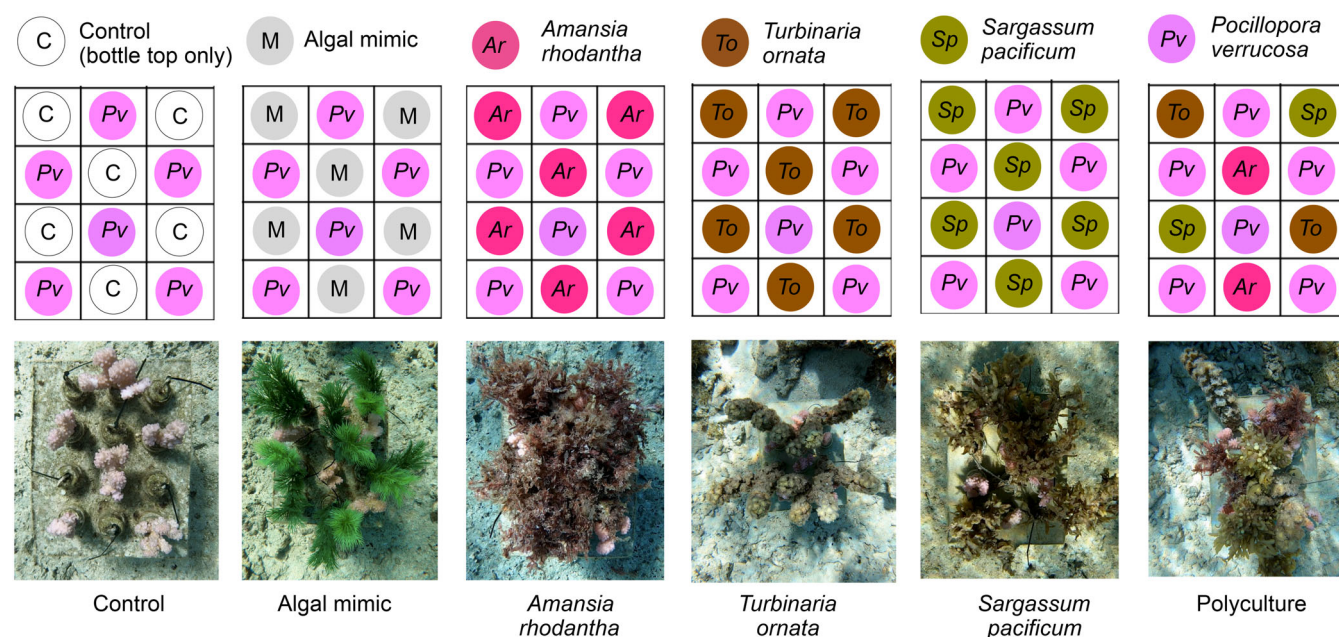 C Control
(bottle top only)
M Algal mimic
Ar Amansia
rhodantha
To Turbinaria
ornata
Sp Sargassum
pacificum
Pv Pocillopora
verrucosa
C Pv C
Pv C Pv
C Pv C
Pv C Pv
M Pv M
Pv M Pv
M Pv M
Pv M Pv
Ar Pv Ar
Pv Ar Pv
Ar Pv Ar
Pv Ar Pv
To Pv To
Pv To Pv
To Pv To
Pv To Pv
Sp Pv Sp
Pv Sp Pv
Sp Pv Sp
Pv Sp Pv
To Pv Sp
Pv Ar Pv
Sp Pv To
Pv Ar Pv
Control
Algal mimic
Amansia
rhodantha
Turbinaria
ornata
Sargassum
pacificum
Polyculture